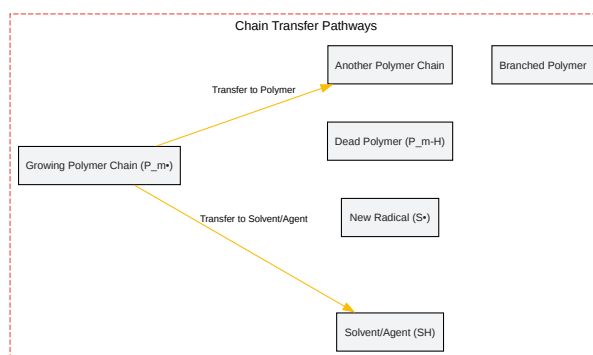 Chain Transfer Pathways
Another Polymer Chain
Branched Polymer
Transfer to Polymer
Dead Polymer (P_m-H)
Growing Polymer Chain (P_m•)
New Radical (S•)
Transfer to Solvent/Agent
Solvent/Agent (SH)